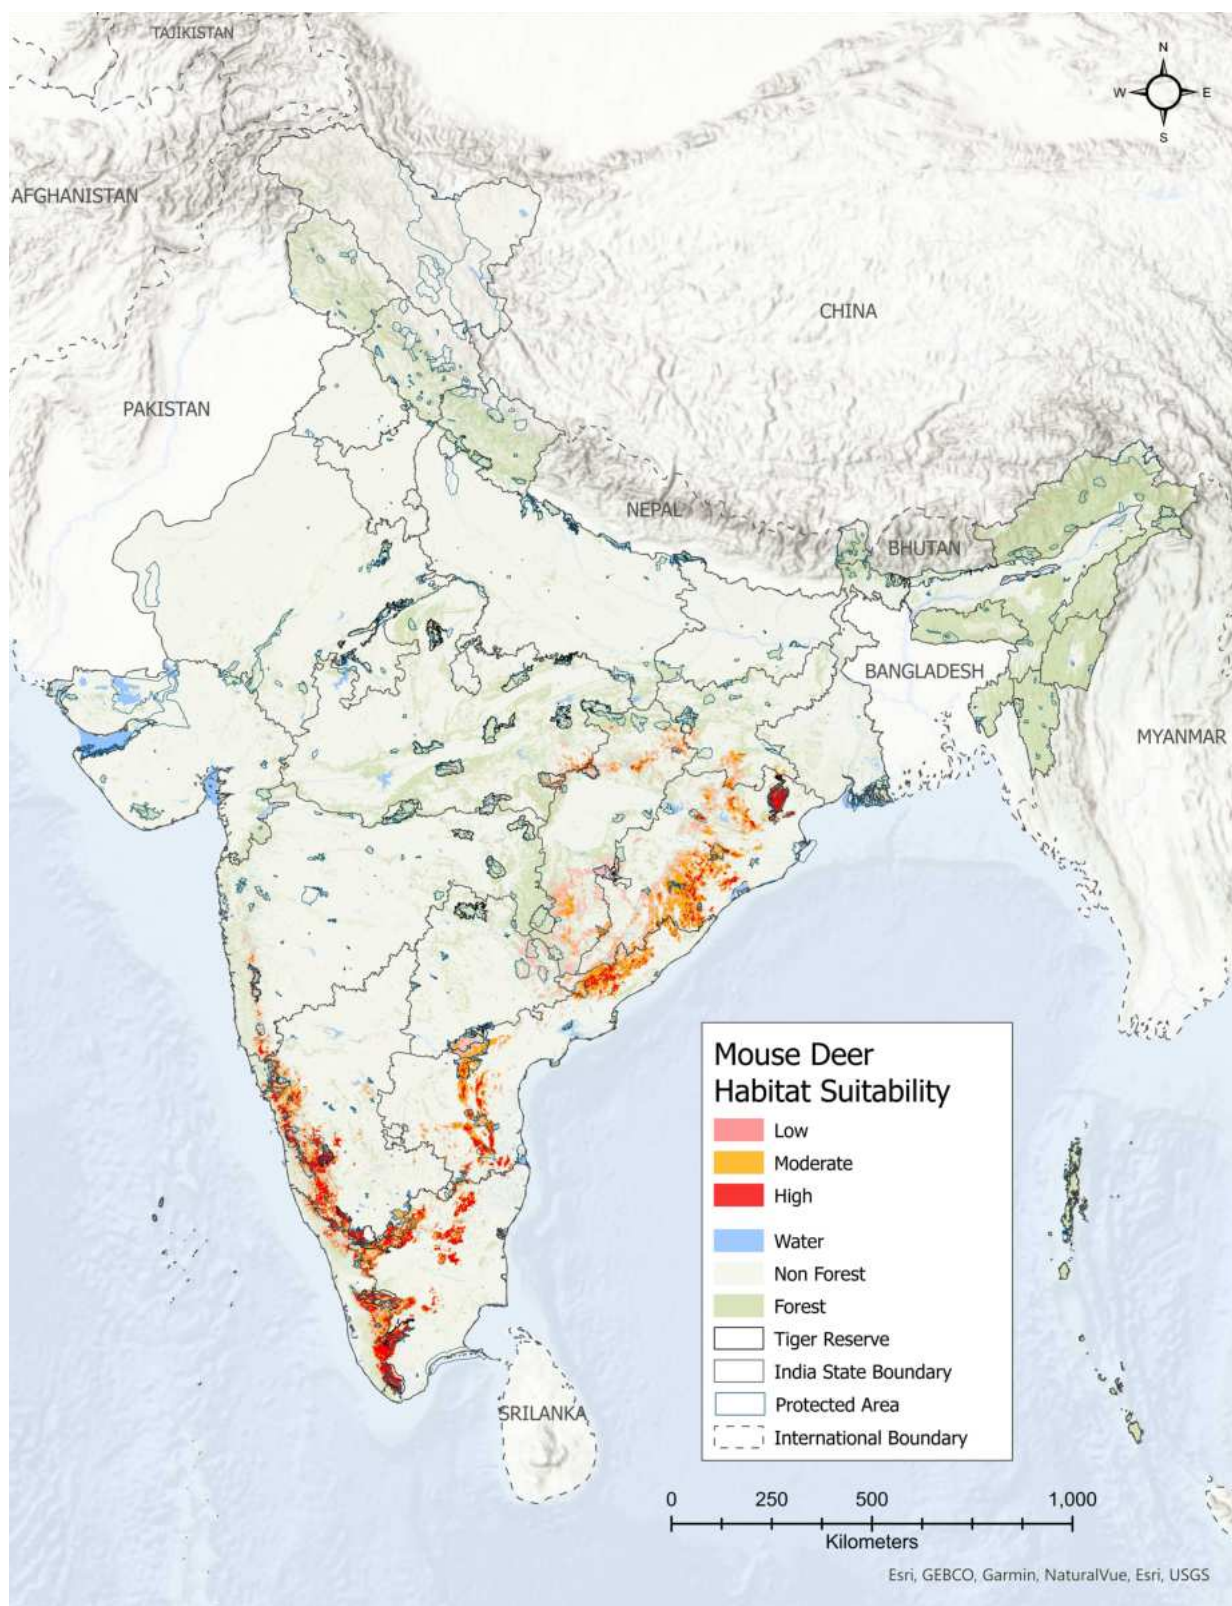 TAJIKISTAN
N
W
E
S
AFGHANISTAN
CHINA
PAKISTAN
NEPAL
BHUTAN
BANGLADESH
MYANMAR
Mouse Deer
Habitat Suitability
Low
Moderate
High
Water
Non Forest
Forest
Tiger Reserve
India State Boundary
Protected Area
International Boundary
SRILANKA
0 250 500 1,000
Kilometers
Esri, GEBCO, Garmin, NaturalVue, Esri, USGS